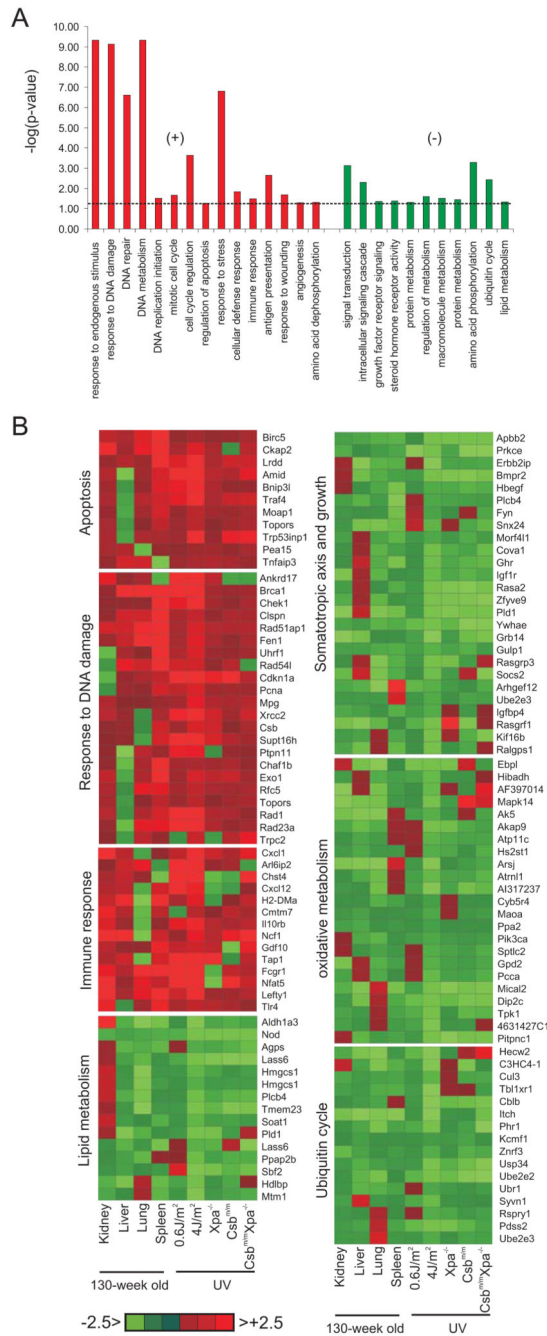 A
10.00
9.00
8.00
7.00
6.00
5.00
4.00
3.00
2.00
1.00
0.00
-log(p-value)
(+)
(-)
response to endogenous stimulus
response to DNA damage
DNA repair
DNA metabolism
DNA replication initiation
mitotic cell cycle
cell cycle regulation
regulation of apoptosis
response to stress
cellular defense response
immune response
antigen presentation
response to wounding
angiogenesis
amino acid dephosphorylation
signal transduction
intracellular signaling cascade
growth factor receptor signaling
steroid hormone receptor activity
protein metabolism
regulation of metabolism
macromolecule metabolism
protein metabolism
amino acid phosphorylation
ubiquitin cycle
lipid metabolism
B
Apoptosis
Birc5
Ckap2
Lrdd
Amid
Bnip3l
Traf4
Moap1
Topors
Trp53inp1
Pea15
Tnfaip3
Response to DNA damage
Ankrd17
Brca1
Chek1
Clspn
Rad51ap1
Fen1
Uhrf1
Rad54l
Cdkn1a
Pcna
Mpg
Xrcc2
Csb
Supt16h
Ptpn11
Chaf1b
Exo1
Rfc5
Topors
Rad1
Rad23a
Trpc2
Immune response
Cxcl1
Arl6ip2
Chst4
Cxcl12
H2-DMa
Cmtm7
Il10rb
Ncf1
Gdf10
Tap1
Fcgr1
Nfat5
Lefty1
Tlr4
Lipid metabolism
Aldh1a3
Nod
Agps
Lass6
Hmgcs1
Hmgcs1
Plcb4
Tmem23
Soat1
Pld1
Lass6
Ppap2b
Sbf2
Hdlbp
Mtm1
Kidney
Liver
Lung
Spleen
0.6J/m²
4J/m²
Xpa-/-
Csbm/m
Csbm/mXpa-/-
130-week old
UV
-2.5>
>+2.5
Somatotropic axis and growth
Apbb2
Prkce
Erbb2ip
Bmpr2
Hbegf
Plcb4
Fyn
Snx24
Morf4l1
Cova1
Ghr
Igf1r
Rasa2
Zfyve9
Pld1
Ywhae
Grb14
Gulp1
Rasgrp3
Socs2
Arhgef12
Ube2e3
Igfbp4
Rasgrf1
Kif16b
Ralgps1
oxidative metabolism
Ebpl
Hibadh
AF397014
Mapk14
Ak5
Akap9
Atp11c
Hs2st1
Arsj
Atrnl1
AI317237
Cyb5r4
Maoa
Ppa2
Pik3ca
Sptlc2
Gpd2
Pcca
Mical2
Dip2c
Tpk1
4631427C1
Pitpnc1
Ubiquitin cycle
Hecw2
C3HC4-1
Cul3
Tbl1xr1
Cblb
Itch
Phr1
Kcmf1
Znrf3
Usp34
Ube2e2
Ubr1
Syvn1
Rspry1
Pdss2
Ube2e3
Kidney
Liver
Lung
Spleen
0.6J/m²
4J/m²
Xpa-/-
Csbm/m
Csbm/mXpa-/-
130-week old
UV